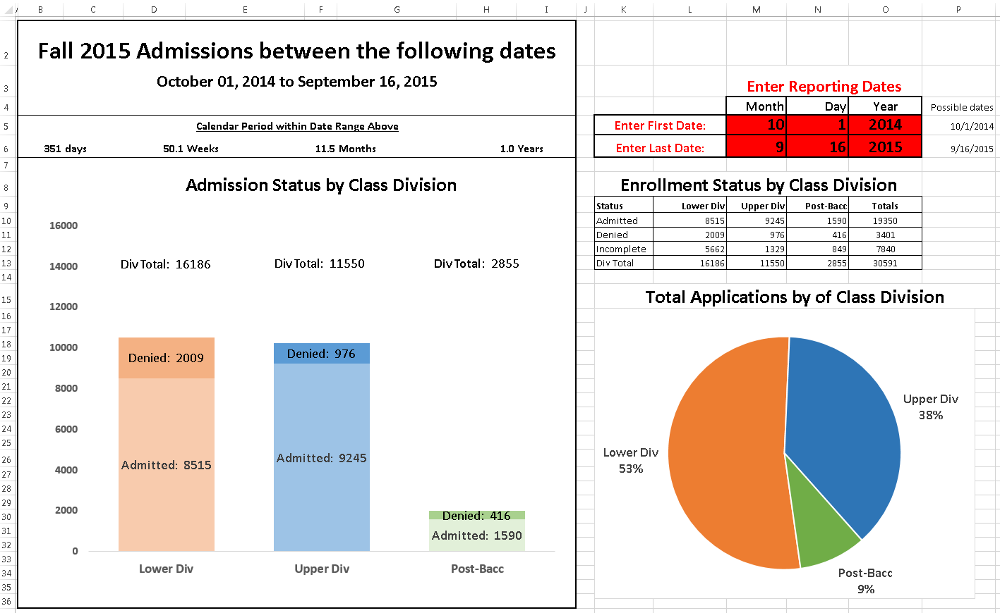 A B C D E F G H I J K L M N O P
2 Fall 2015 Admissions between the following dates
October 01, 2014 to September 16, 2015
3 Enter Reporting Dates
4 Month Day Year Possible dates
5 Calendar Period within Date Range Above Enter First Date: 10 1 2014 10/1/2014
6 351 days 50.1 Weeks 11.5 Months 1.0 Years Enter Last Date: 9 16 2015 9/16/2015
7
8 Admission Status by Class Division Enrollment Status by Class Division
9 Status Lower Div Upper Div Post-Bacc Totals
10 Admitted 8515 9245 1590 19350
11 Denied 2009 976 416 3401
12 Incomplete 5662 1329 849 7840
13 Div Total 16186 11550 2855 30591
14
15 Total Applications by of Class Division
16
17
18
19
20
21
22
23
24
25
26
27
28
29
30
31
32
33
34
35
36
16000
14000
12000
10000
8000
6000
4000
2000
0
Div Total: 16186 Div Total: 11550 Div Total: 2855
Denied: 2009 Denied: 976
Admitted: 8515 Admitted: 9245
Denied: 416
Admitted: 1590
Lower Div Upper Div Post-Bacc
Upper Div
38%
Lower Div
53%
Post-Bacc
9%